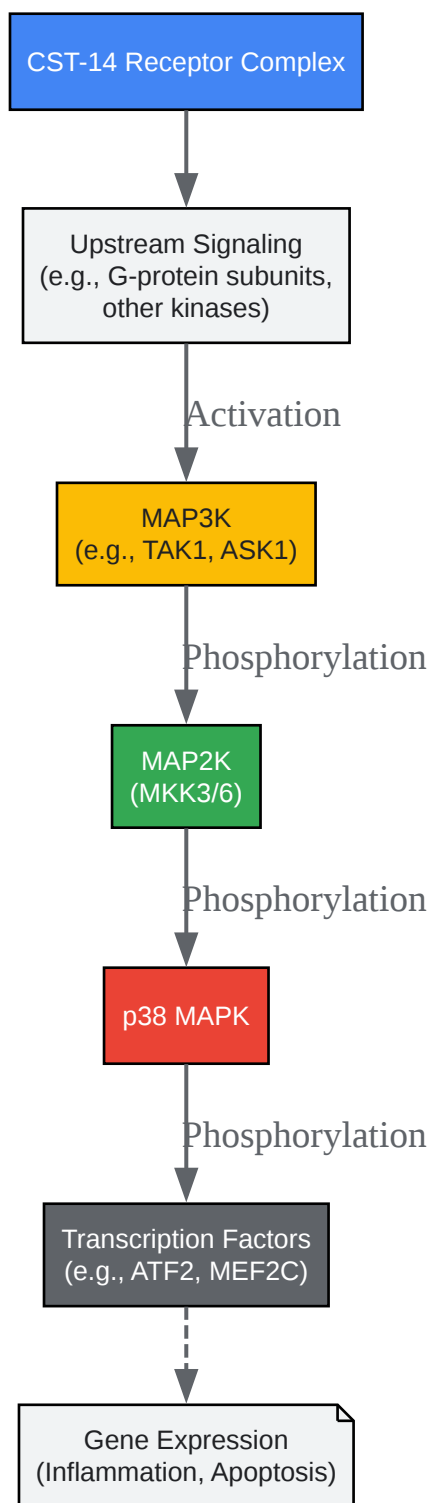 CST-14 Receptor Complex
Upstream Signaling
(e.g., G-protein subunits,
other kinases)
Activation
MAP3K
(e.g., TAK1, ASK1)
Phosphorylation
MAP2K
(MKK3/6)
Phosphorylation
p38 MAPK
Phosphorylation
Transcription Factors
(e.g., ATF2, MEF2C)
Gene Expression
(Inflammation, Apoptosis)